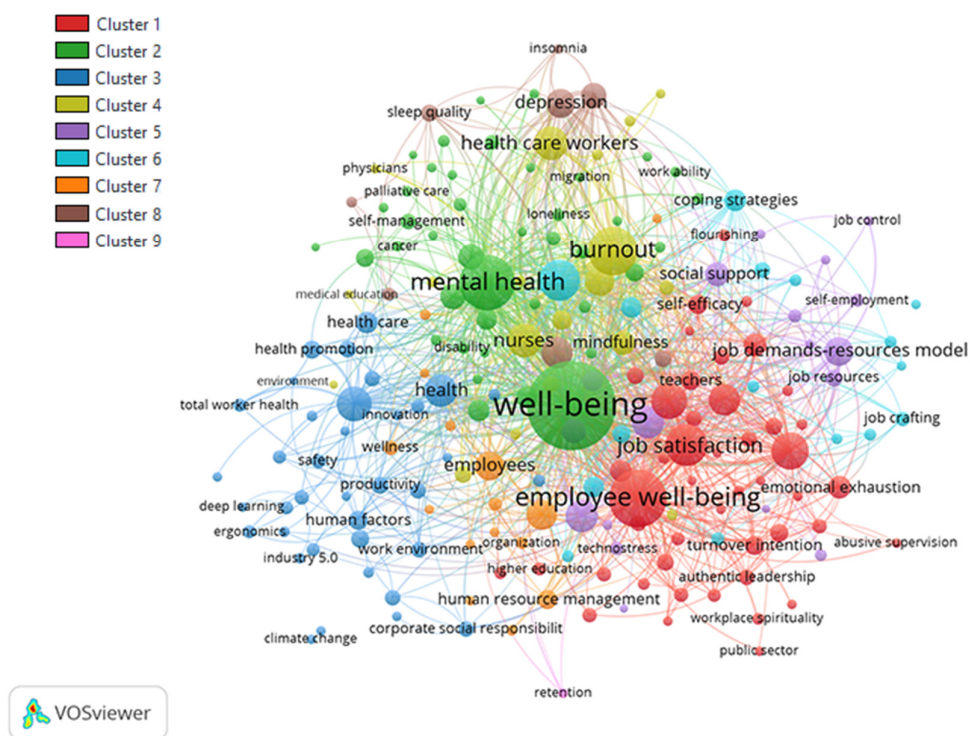 Cluster 1
Cluster 2
Cluster 3
Cluster 4
Cluster 5
Cluster 6
Cluster 7
Cluster 8
Cluster 9
insomnia
depression
sleep quality
health care workers
physicians
migration
work ability
palliative care
coping strategies
self-management
loneliness
job control
flourishing
cancer
burnout
mental health
social support
medical education
self-efficacy
self-employment
health care
nurses
mindfulness
health promotion
disability
job demands-resources model
teachers
job resources
environment
health
total worker health
well-being
innovation
job crafting
wellness
job satisfaction
safety
employees
productivity
emotional exhaustion
employee well-being
deep learning
human factors
ergonomics
organization
technostress
turnover intention
abusive supervision
industry 5.0
work environment
higher education
authentic leadership
human resource management
workplace spirituality
climate change
corporate social responsibilit
public sector
retention
VOSviewer